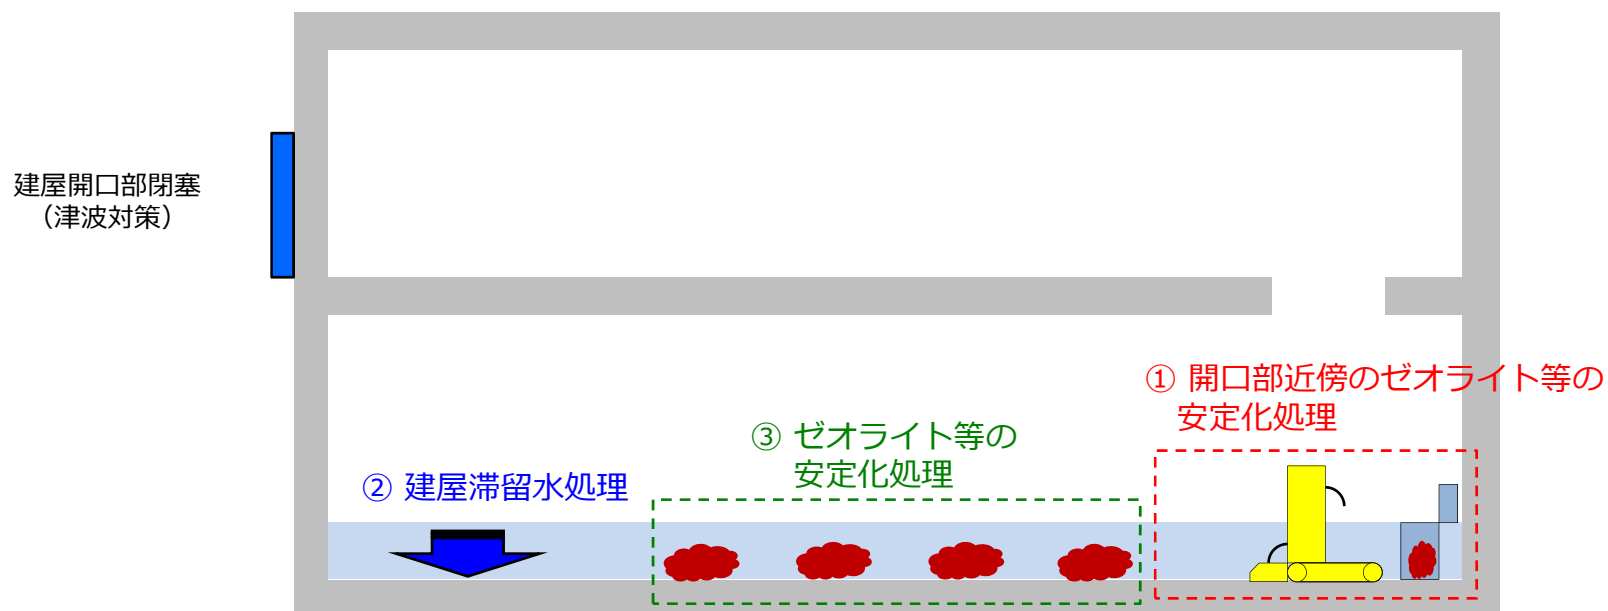 建屋開口部閉塞
（津波対策）
① 開口部近傍のゼオライト等の
安定化処理
③ ゼオライト等の
安定化処理
② 建屋滞留水処理